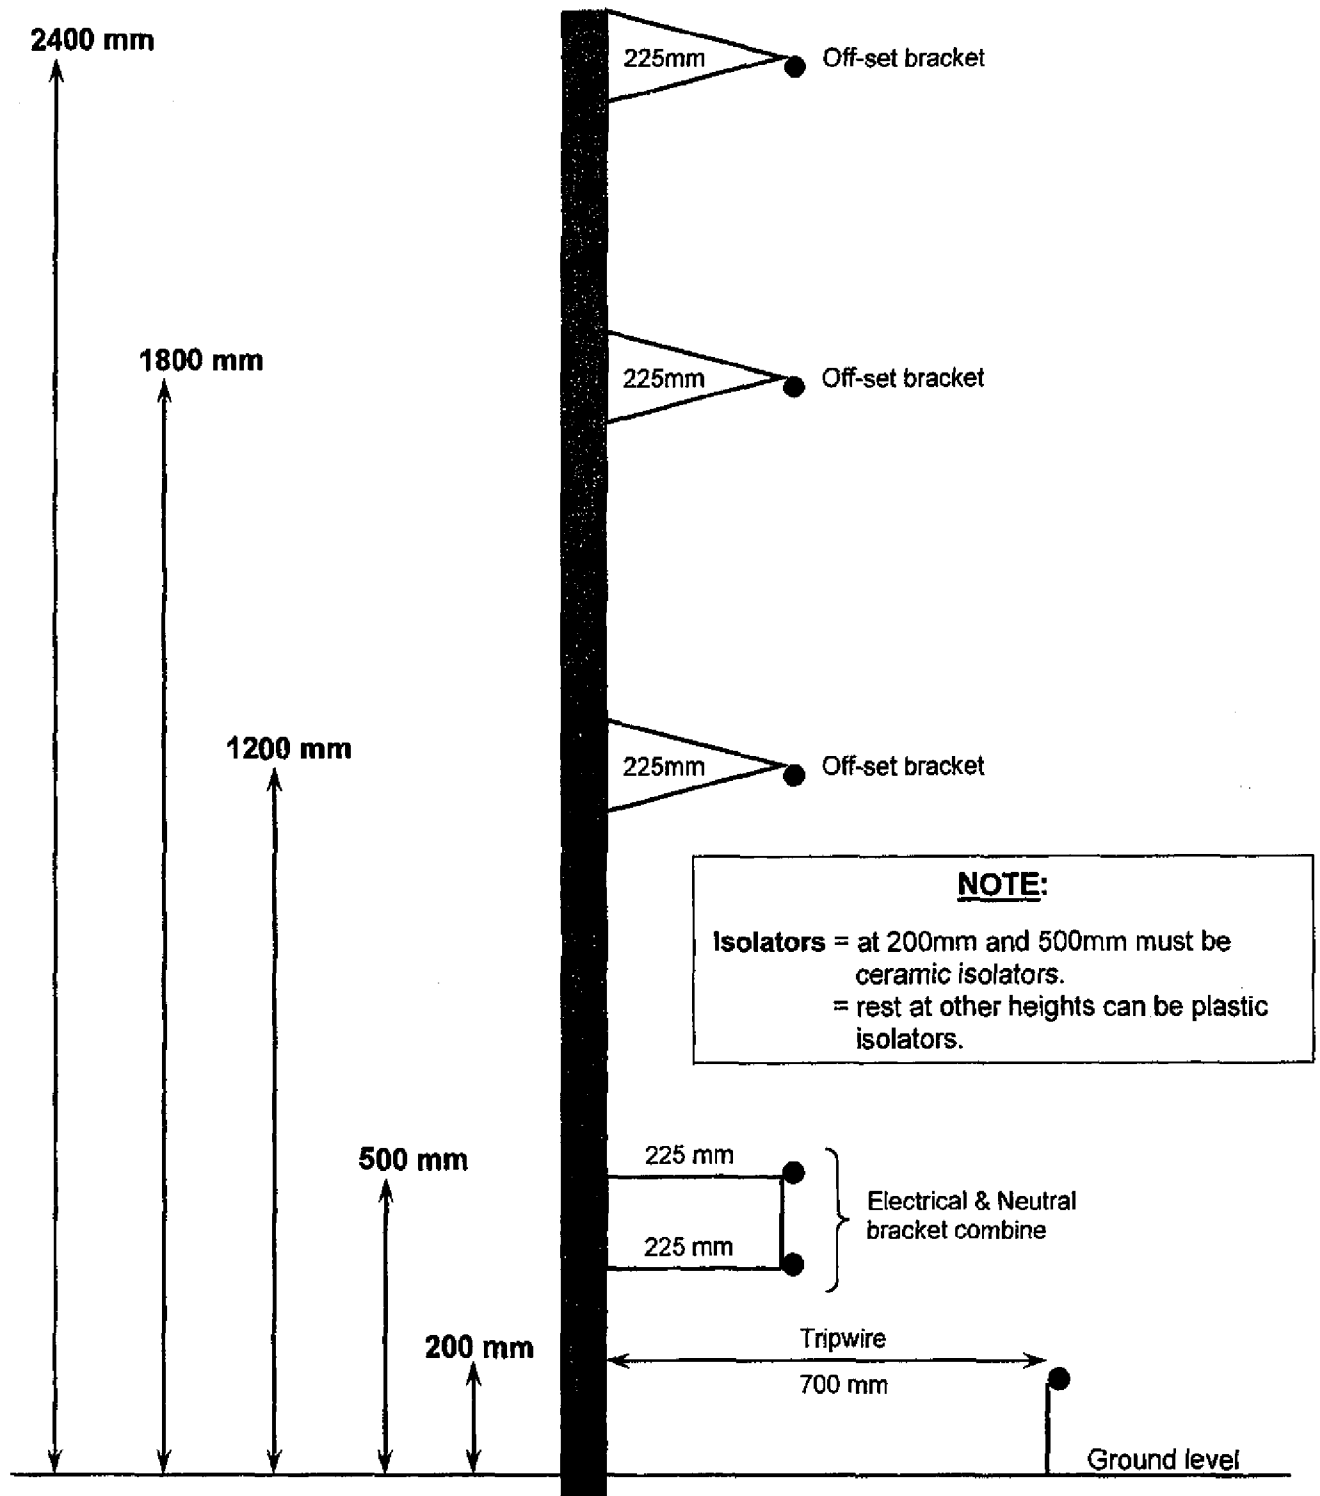 2400 mm
225mm
Off-set bracket
1800 mm
225mm
Off-set bracket
1200 mm
225mm
Off-set bracket
NOTE:
Isolators = at 200mm and 500mm must be
ceramic isolators.
= rest at other heights can be plastic
isolators.
500 mm
225 mm
Electrical & Neutral
bracket combine
225 mm
200 mm
Tripwire
700 mm
Ground level